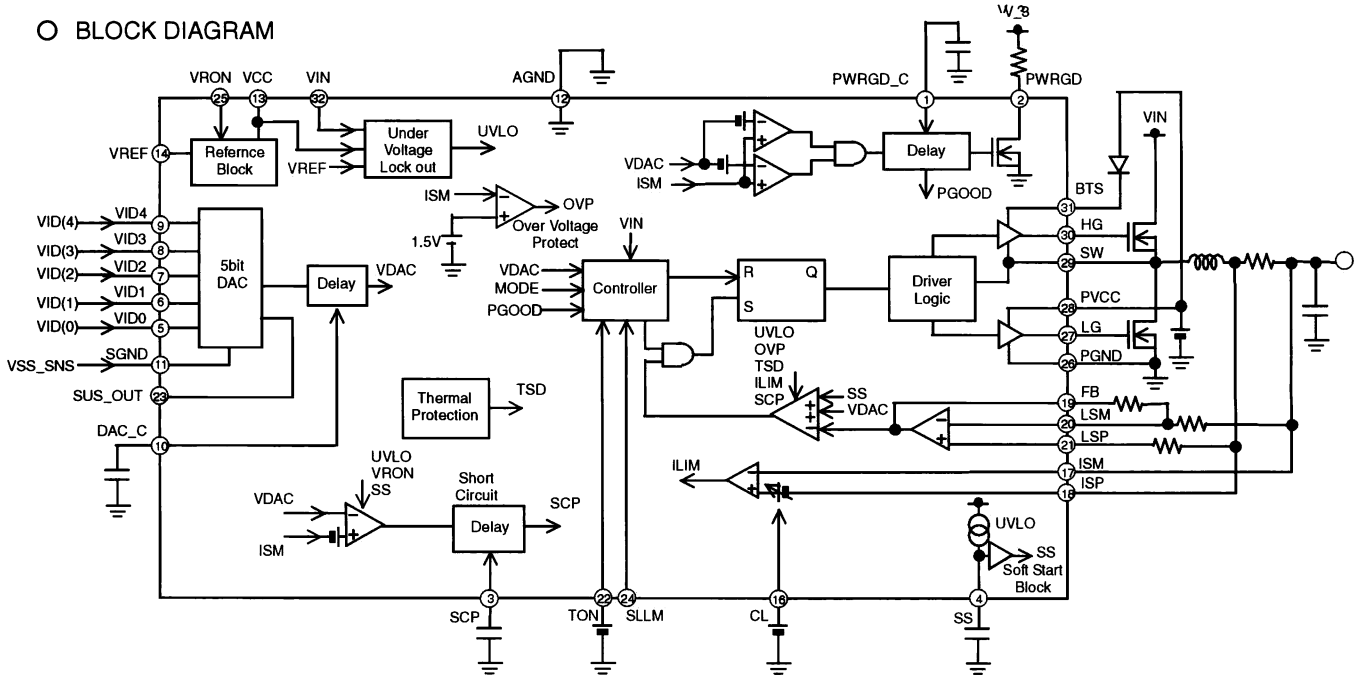 BLOCK DIAGRAM
VRON VCC VIN
AGND
PWRGD_C
PWRGD
25 13 32 12 1 2
VREF 14
Refernce Block
Under Voltage Lock out
UVLO
VREF
VDAC
ISM
Delay
PGOOD
VIN
BTS 31
HG 30
SW 29
PVCC 28
LG 27
PGND 26
FB 19
LSM 20
LSP 21
ISM 17
ISP 18
VID(4) VID4 9
VID(3) VID3 8
VID(2) VID2 7
VID(1) VID1 6
VID(0) VID0 5
VSS_SNS SGND 11
SUS_OUT 23
DAC_C 10
5bit DAC
Delay
VDAC
ISM
1.5V
OVP
Over Voltage Protect
VIN
VDAC
MODE
PGOOD
Controller
R Q
S
Driver Logic
UVLO
OVP
TSD
ILIM
SCP
SS
VDAC
Thermal Protection
TSD
UVLO
VRON
SS
VDAC
ISM
Short Circuit
Delay
SCP
ILIM
UVLO
SS
Soft Start Block
3 22 24 16 4
SCP TON SLLM CL SS